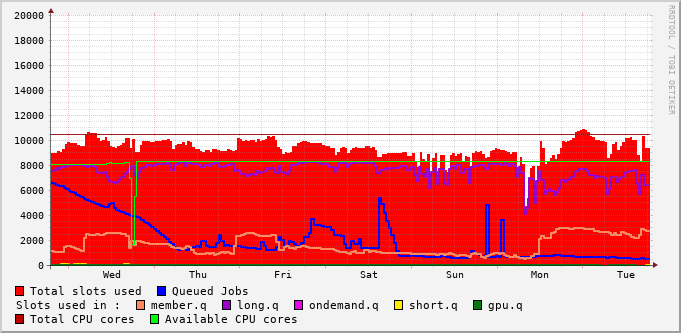 RRDTOOL / TOBI OETIKER
20000
18000
16000
14000
12000
10000
8000
6000
4000
2000
0
Wed Thu Fri Sat Sun Mon Tue
Total slots used Queued Jobs
Slots used in : member.q long.q ondemand.q short.q gpu.q
Total CPU cores Available CPU cores